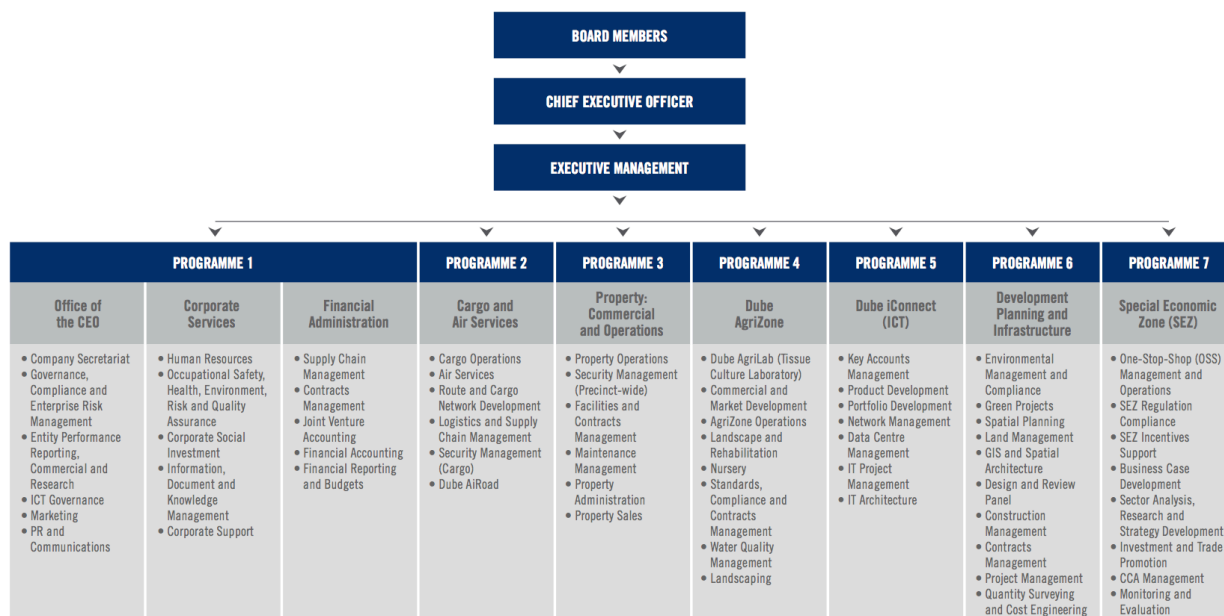 BOARD MEMBERS
CHIEF EXECUTIVE OFFICER
EXECUTIVE MANAGEMENT
PROGRAMME 1
Office of
the CEO
• Company Secretariat
• Governance,
Compliance and
Enterprise Risk
Management
• Entity Performance
Reporting,
Commercial and
Research
• ICT Governance
• Marketing
• PR and
Communications
Corporate
Services
• Human Resources
• Occupational Safety,
Health, Environment,
Risk and Quality
Assurance
• Corporate Social
Investment
• Information,
Document and
Knowledge
Management
• Corporate Support
Financial
Administration
• Supply Chain
Management
• Contracts
Management
• Joint Venture
Accounting
• Financial Accounting
• Financial Reporting
and Budgets
PROGRAMME 2
Cargo and
Air Services
• Cargo Operations
• Air Services
• Route and Cargo
Network Development
• Logistics and Supply
Chain Management
• Security Management
(Cargo)
• Dube AiRoad
PROGRAMME 3
Property:
Commercial
and Operations
• Property Operations
• Security Management
(Precinct-wide)
• Facilities and
Contracts
Management
• Maintenance
Management
• Property
Administration
• Property Sales
PROGRAMME 4
Dube
AgriZone
• Dube AgriLab (Tissue
Culture Laboratory)
• Commercial and
Market Development
• AgriZone Operations
• Landscape and
Rehabilitation
• Nursery
• Standards,
Compliance and
Contracts
Management
• Water Quality
Management
• Landscaping
PROGRAMME 5
Dube iConnect
(ICT)
• Key Accounts
Management
• Product Development
• Portfolio Development
• Network Management
• Data Centre
Management
• IT Project
Management
• IT Architecture
PROGRAMME 6
Development
Planning and
Infrastructure
• Environmental
Management and
Compliance
• Green Projects
• Spatial Planning
• Land Management
• GIS and Spatial
Architecture
• Design and Review
Panel
• Construction
Management
• Contracts
Management
• Project Management
• Quantity Surveying
and Cost Engineering
PROGRAMME 7
Special Economic
Zone (SEZ)
• One-Stop-Shop (OSS)
Management and
Operations
• SEZ Regulation
Compliance
• SEZ Incentives
Support
• Business Case
Development
• Sector Analysis,
Research and
Strategy Development
• Investment and Trade
Promotion
• CCA Management
• Monitoring and
Evaluation